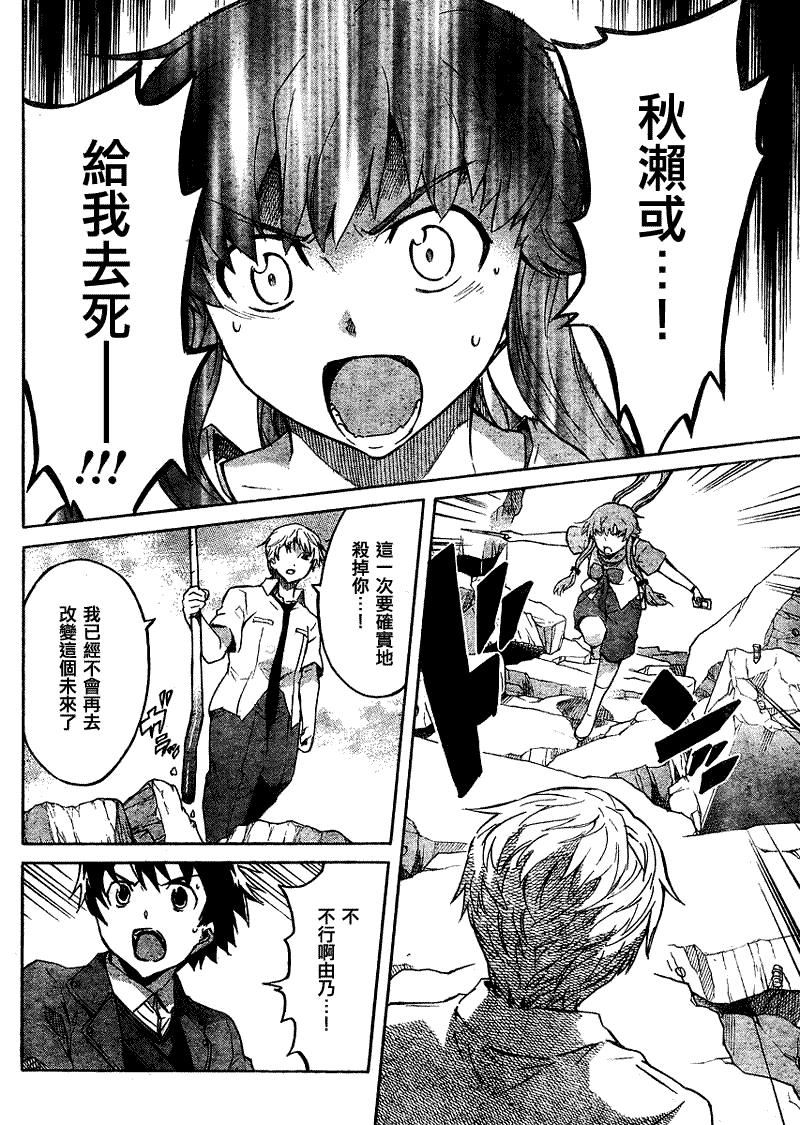 秋瀨或…！
給我去死——!!!
這一次要確實地
殺掉你…！
我已經不會再去
改變這個未來了
不
不行啊由乃…！